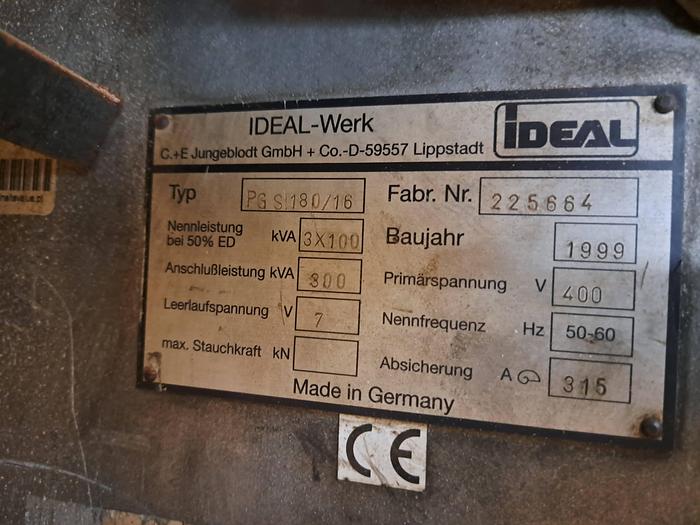 IDEAL-Werk
C.+E Jungeblodt GmbH + Co.-D-59557 Lippstadt
IDEAL
Typ PG S 180/16 Fabr. Nr. 225664
Nennleistung
bei 50% ED kVA 3X100 Baujahr 1999
Anschlußleistung kVA 300 Primärspannung V 400
Leerlaufspannung V 7 Nennfrequenz Hz 50-60
max. Stauchkraft kN Absicherung A 315
Made in Germany
CE